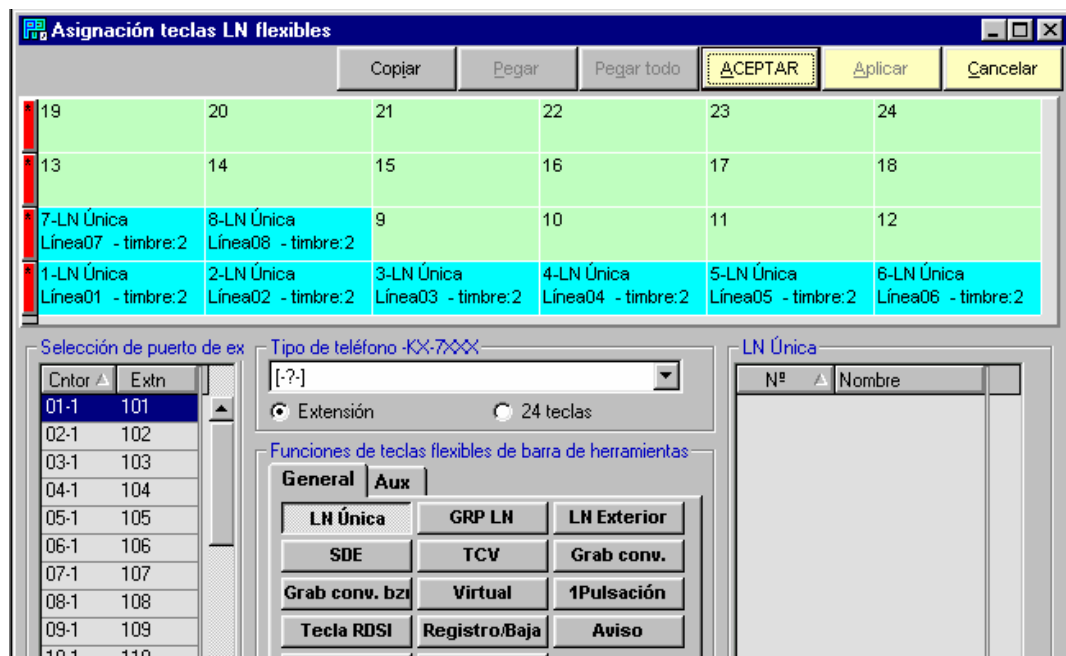 Asignación teclas LN flexibles
Copiar Pegar Pegar todo ACEPTAR Aplicar Cancelar
* 19 20 21 22 23 24
* 13 14 15 16 17 18
* 7-LN Única 8-LN Única 9 10 11 12
Línea07 - timbre:2 Línea08 - timbre:2
* 1-LN Única 2-LN Única 3-LN Única 4-LN Única 5-LN Única 6-LN Única
Línea01 - timbre:2 Línea02 - timbre:2 Línea03 - timbre:2 Línea04 - timbre:2 Línea05 - timbre:2 Línea06 - timbre:2
Selección de puerto de ex
Cntor Extn
01-1 101
02-1 102
03-1 103
04-1 104
05-1 105
06-1 106
07-1 107
08-1 108
09-1 109
10-1 110
Tipo de teléfono -KX-7XXX
[-?-]
Extensión 24 teclas
Funciones de teclas flexibles de barra de herramientas
General Aux
LN Única GRP LN LN Exterior
SDE TCV Grab conv.
Grab conv. bzn Virtual 1Pulsación
Tecla RDSI Registro/Baja Aviso
LN Única
Nº Nombre